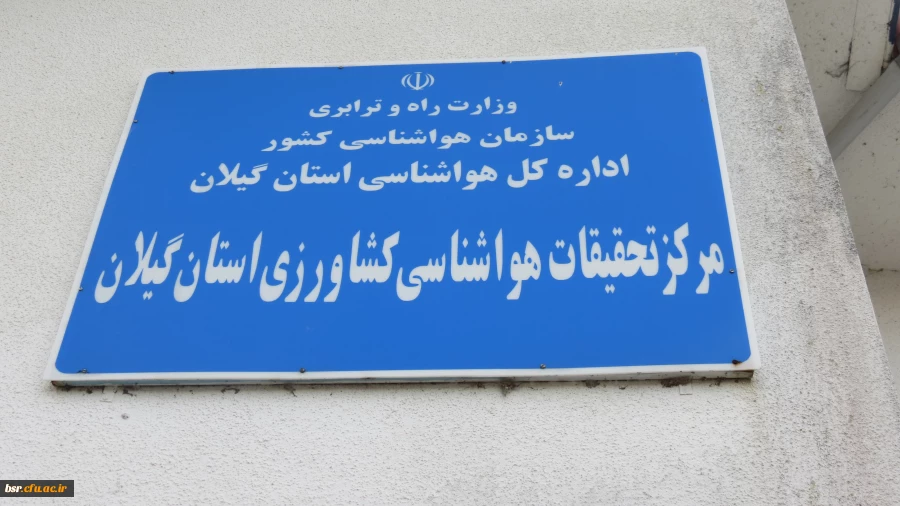 وزارت راه و ترابری
سازمان هواشناسی کشور
اداره کل هواشناسی استان گیلان
مرکز تحقیقات هواشناسی کشاورزی استان گیلان
bsr.cfu.ac.ir